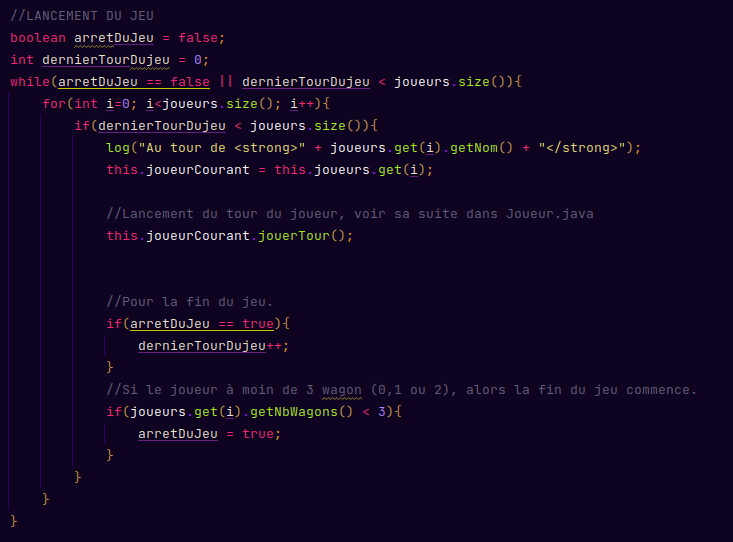 //LANCEMENT DU JEU
boolean arretDuJeu = false;
int dernierTourDujeu = 0;
while(arretDuJeu == false || dernierTourDujeu < joueurs.size()){
for(int i=0; i<joueurs.size(); i++){
if(dernierTourDujeu < joueurs.size()){
log("Au tour de <strong>" + joueurs.get(i).getNom() + "</strong>");
this.joueurCourant = this.joueurs.get(i);
//Lancement du tour du joueur, voir sa suite dans Joueur.java
this.joueurCourant.jouerTour();
//Pour la fin du jeu.
if(arretDuJeu == true){
dernierTourDujeu++;
}
//Si le joueur à moin de 3 wagon (0,1 ou 2), alors la fin du jeu commence.
if(joueurs.get(i).getNbWagons() < 3){
arretDuJeu = true;
}
}
}
}